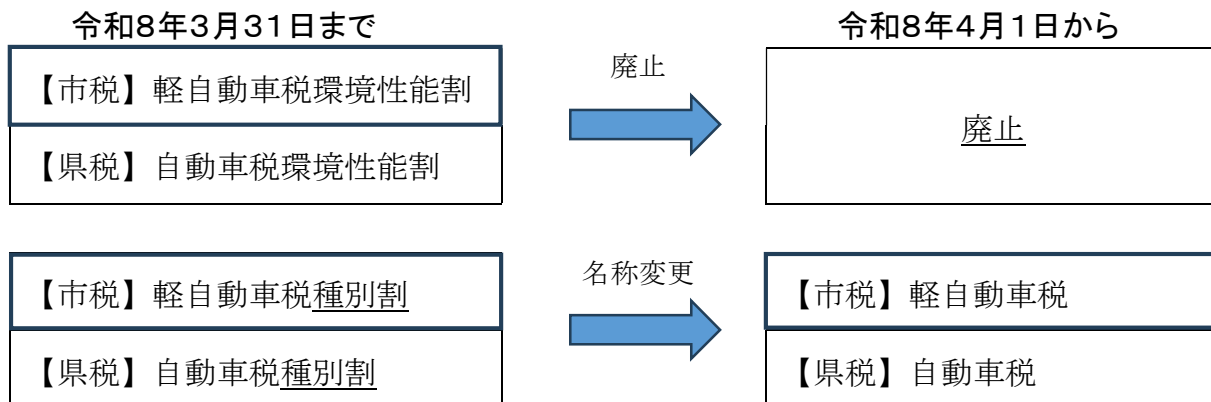 令和8年3月31日まで
令和8年4月1日から
【市税】軽自動車税環境性能割
廃止
【県税】自動車税環境性能割
廃止
【市税】軽自動車税種別割
名称変更
【市税】軽自動車税
【県税】自動車税種別割
【県税】自動車税